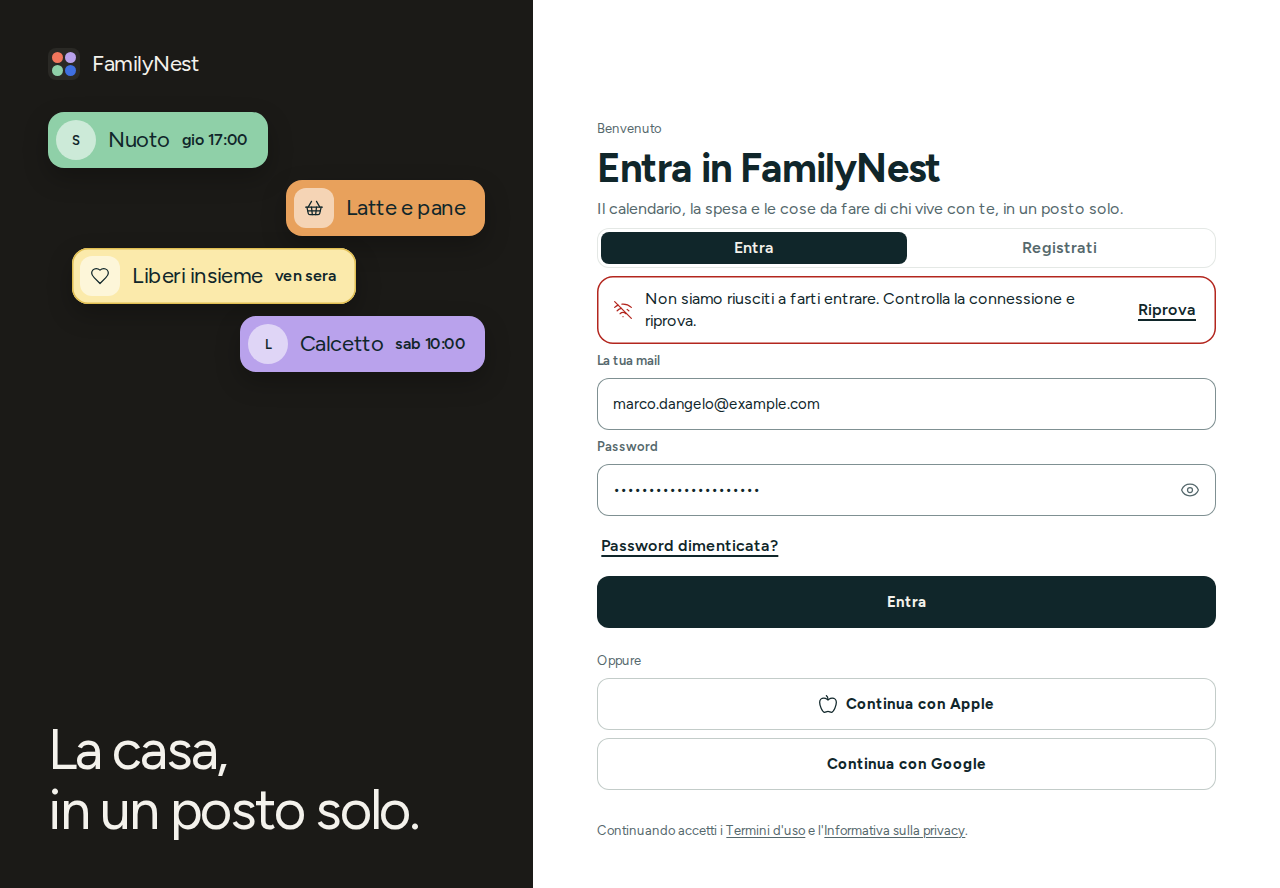 FamilyNest
S Nuoto gio 17:00
Latte e pane
Liberi insieme ven sera
L Calcetto sab 10:00
La casa,
in un posto solo.
Benvenuto
Entra in FamilyNest
Il calendario, la spesa e le cose da fare di chi vive con te, in un posto solo.
Entra Registrati
Non siamo riusciti a farti entrare. Controlla la connessione e
riprova.
Riprova
La tua mail
marco.dangelo@example.com
Password
•••••••••••••••••••••
Password dimenticata?
Entra
Oppure
Continua con Apple
Continua con Google
Continuando accetti i Termini d'uso e l'Informativa sulla privacy.